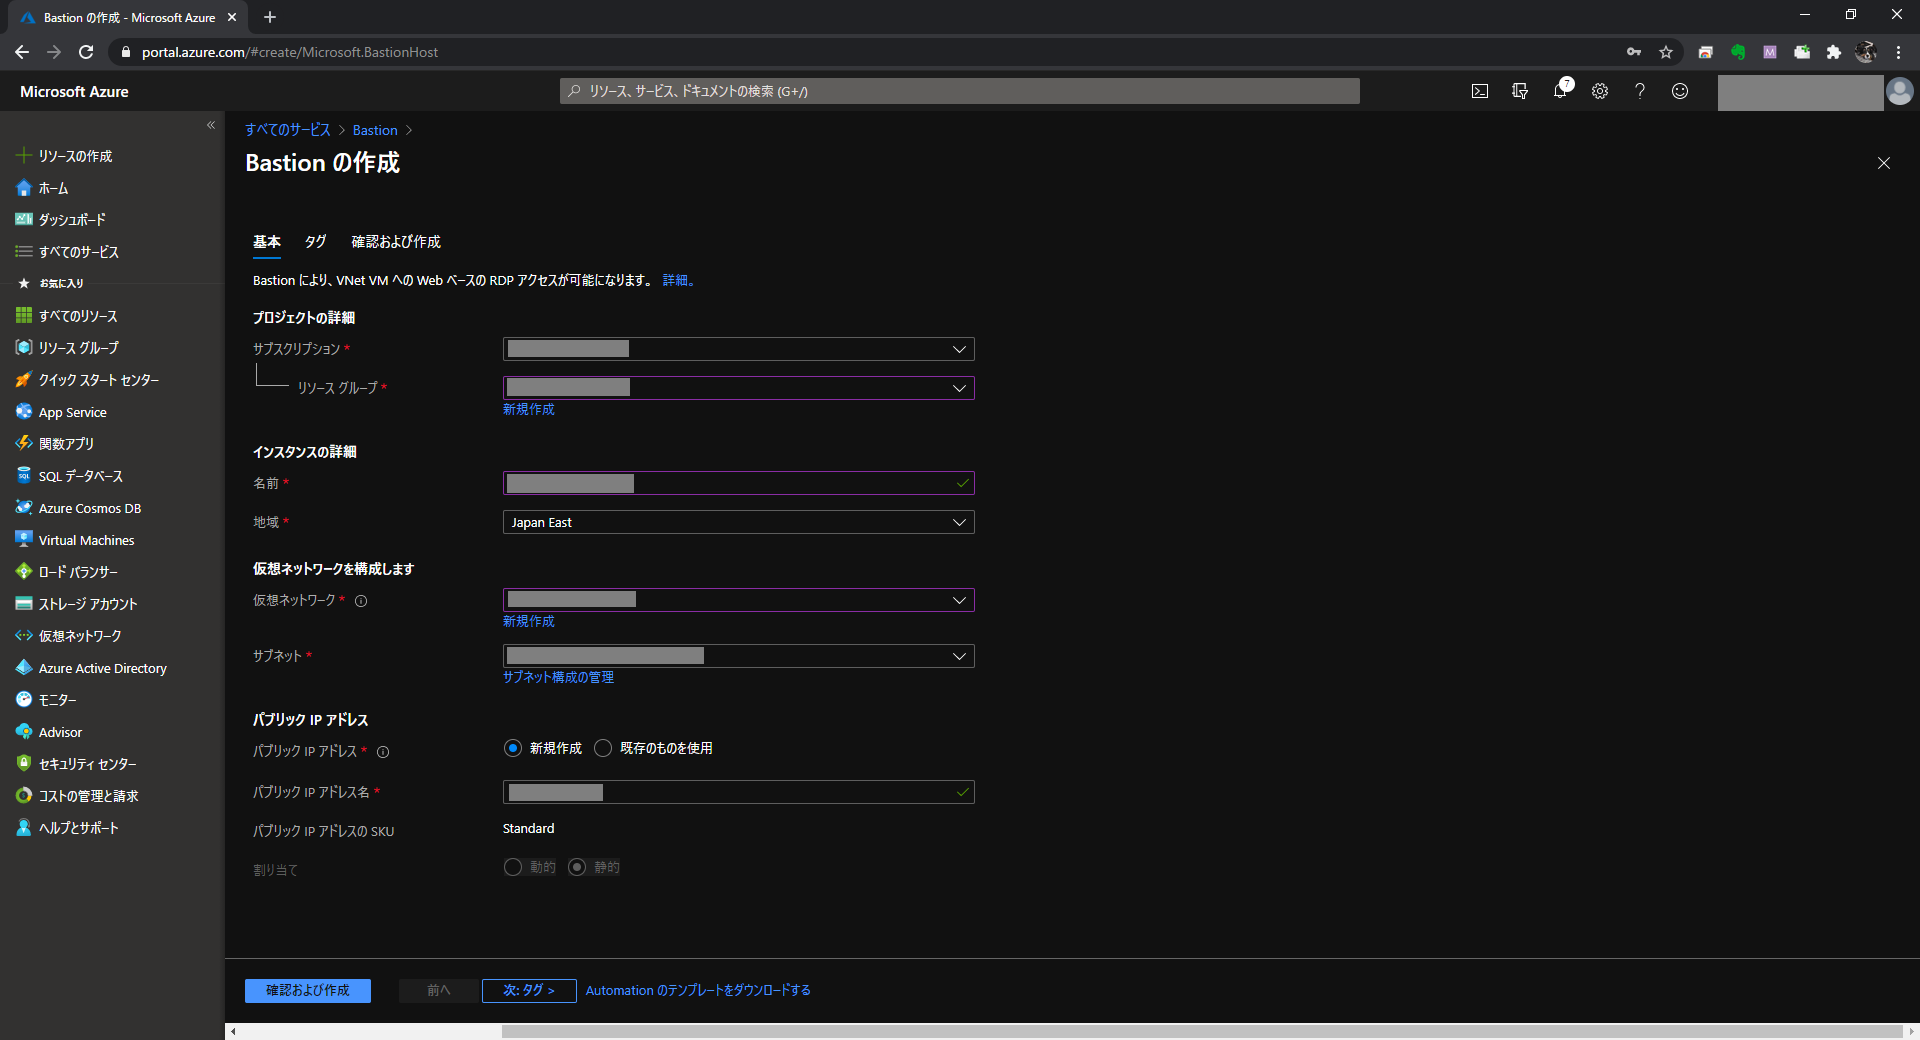 Bastion の作成 - Microsoft Azure
portal.azure.com/#create/Microsoft.BastionHost
M
Microsoft Azure
リソース、サービス、ドキュメントの検索 (G+/)
7
すべてのサービス > Bastion >
Bastion の作成
リソースの作成
ホーム
ダッシュボード
すべてのサービス
お気に入り
すべてのリソース
リソース グループ
クイック スタート センター
App Service
関数アプリ
SQL データベース
Azure Cosmos DB
Virtual Machines
ロード バランサー
ストレージ アカウント
仮想ネットワーク
Azure Active Directory
モニター
Advisor
セキュリティ センター
コストの管理と請求
ヘルプとサポート
基本 タグ 確認および作成
Bastion により、VNet VM への Web ベースの RDP アクセスが可能になります。 詳細。
プロジェクトの詳細
サブスクリプション *
リソース グループ *
新規作成
インスタンスの詳細
名前 *
地域 * Japan East
仮想ネットワークを構成します
仮想ネットワーク *
新規作成
サブネット *
サブネット構成の管理
パブリック IP アドレス
パブリック IP アドレス * 新規作成 既存のものを使用
パブリック IP アドレス名 *
パブリック IP アドレスの SKU Standard
割り当て 動的 静的
確認および作成 前へ 次: タグ > Automation のテンプレートをダウンロードする